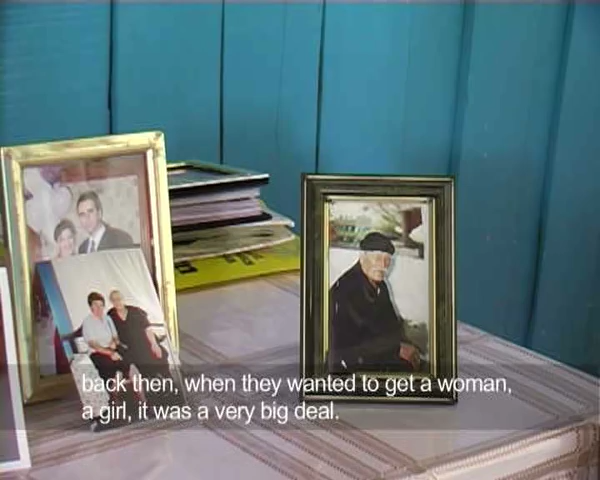 back then, when they wanted to get a woman,
a girl, it was a very big deal.